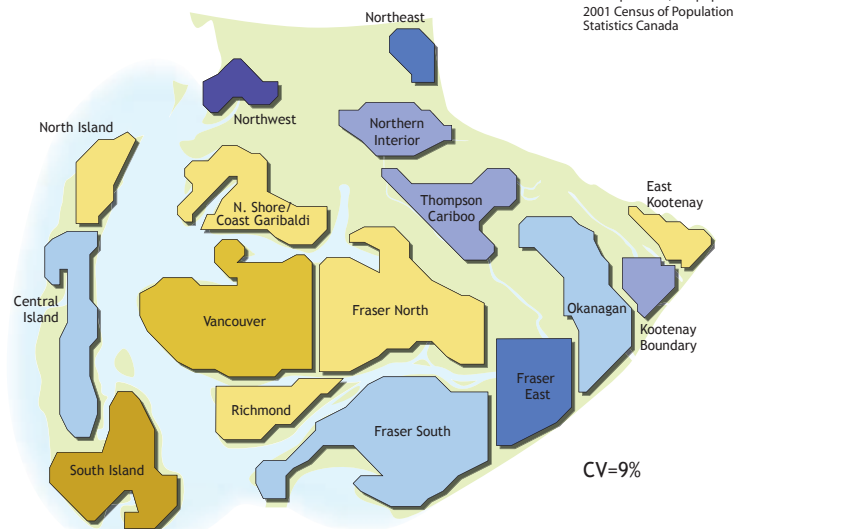 2001 Census of Population
Statistics Canada
Northeast
Northwest
North Island
Northern
Interior
East
Kootenay
Thompson
Cariboo
N. Shore/
Coast Garibaldi
Central
Island
Vancouver
Fraser North
Okanagan
Kootenay
Boundary
Fraser
East
Richmond
Fraser South
South Island
CV=9%